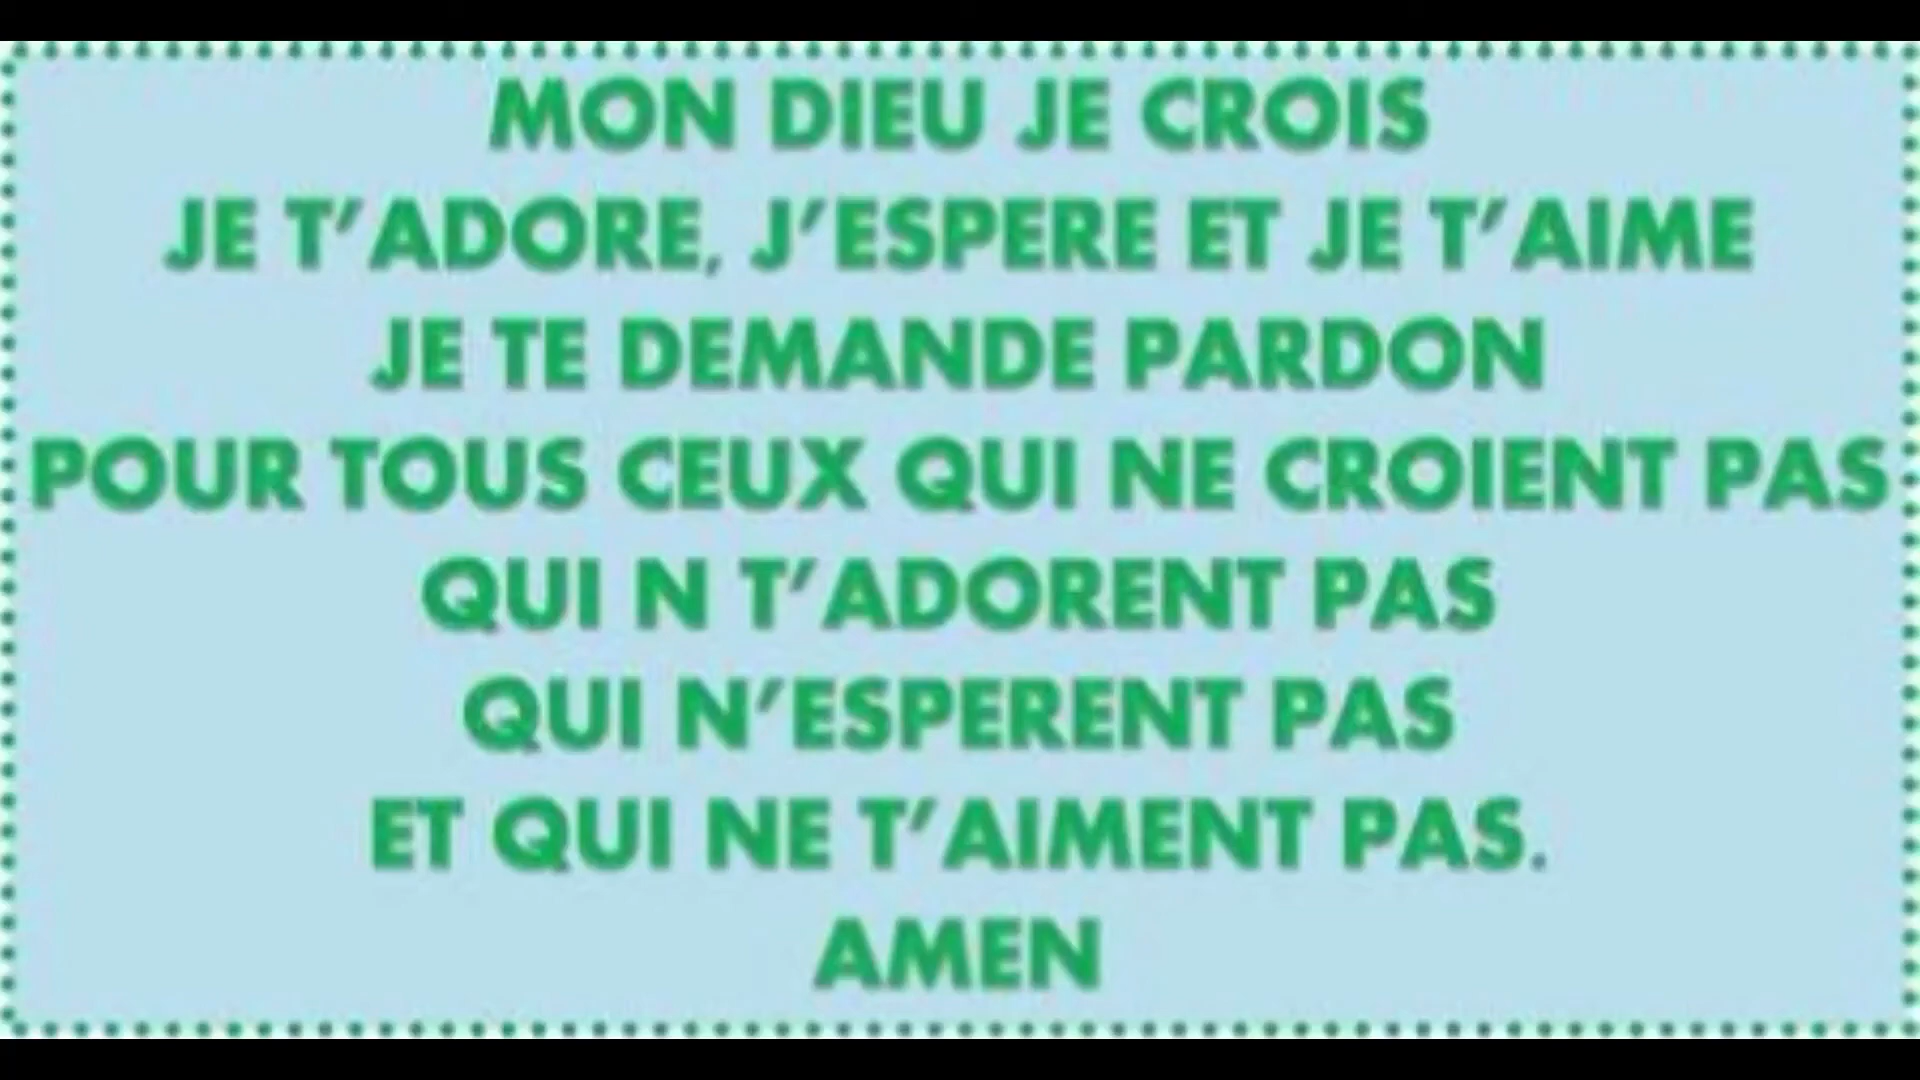 MON DIEU JE CROIS
JE T’ADORE, J’ESPERE ET JE T’AIME
JE TE DEMANDE PARDON
POUR TOUS CEUX QUI NE CROIENT PAS
QUI N T’ADORENT PAS
QUI N’ESPERENT PAS
ET QUI NE T’AIMENT PAS.
AMEN